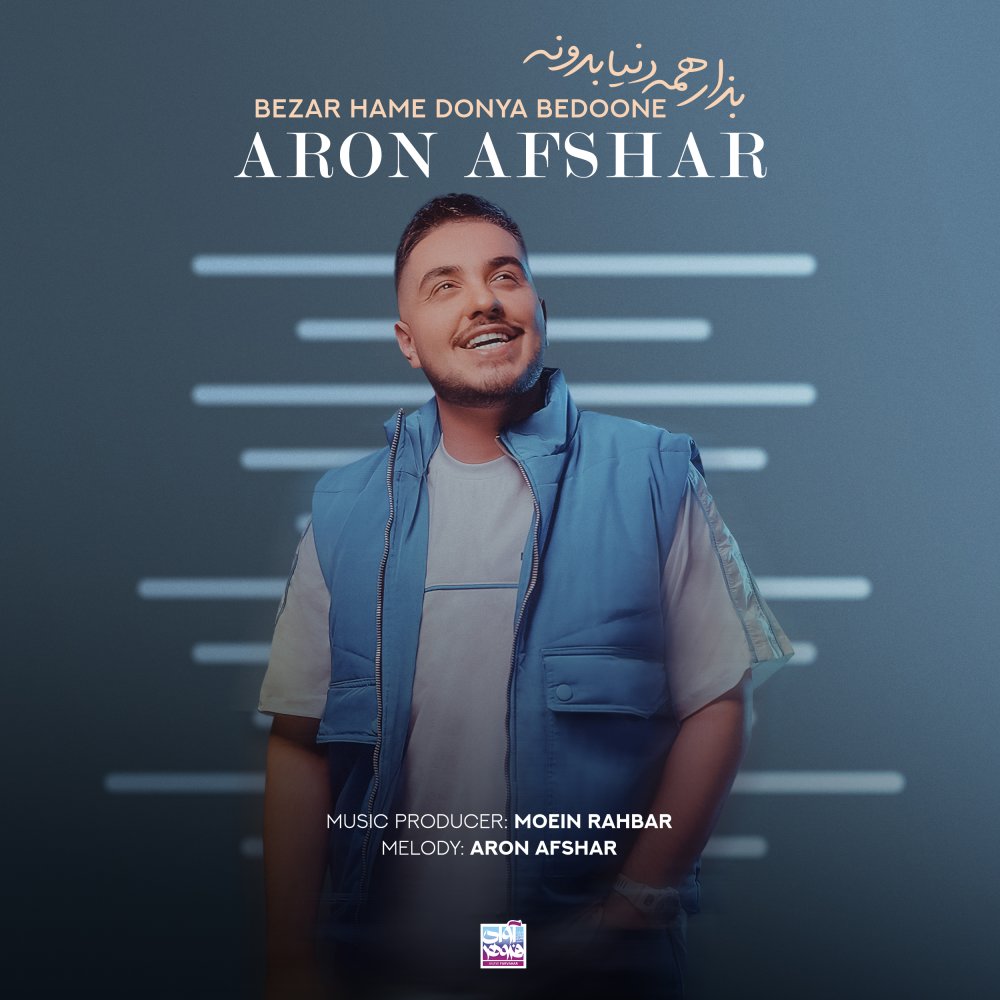 بذار همه دنیا بدونه
BEZAR HAME DONYA BEDOONE
ARON AFSHAR
MUSIC PRODUCER: MOEIN RAHBAR
MELODY: ARON AFSHAR